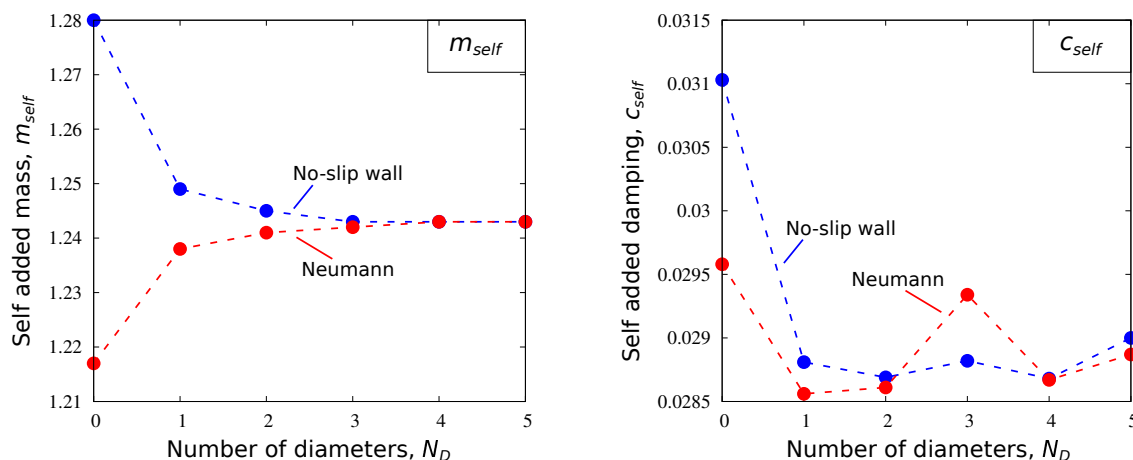 1.28
1.27
1.26
1.25
1.24
1.23
1.22
1.21
0 1 2 3 4 5
Self added mass, m_self
Number of diameters, N_D
m_self
No-slip wall
Neumann
0.0315
0.031
0.0305
0.03
0.0295
0.029
0.0285
0 1 2 3 4 5
Self added damping, c_self
Number of diameters, N_D
c_self
No-slip wall
Neumann